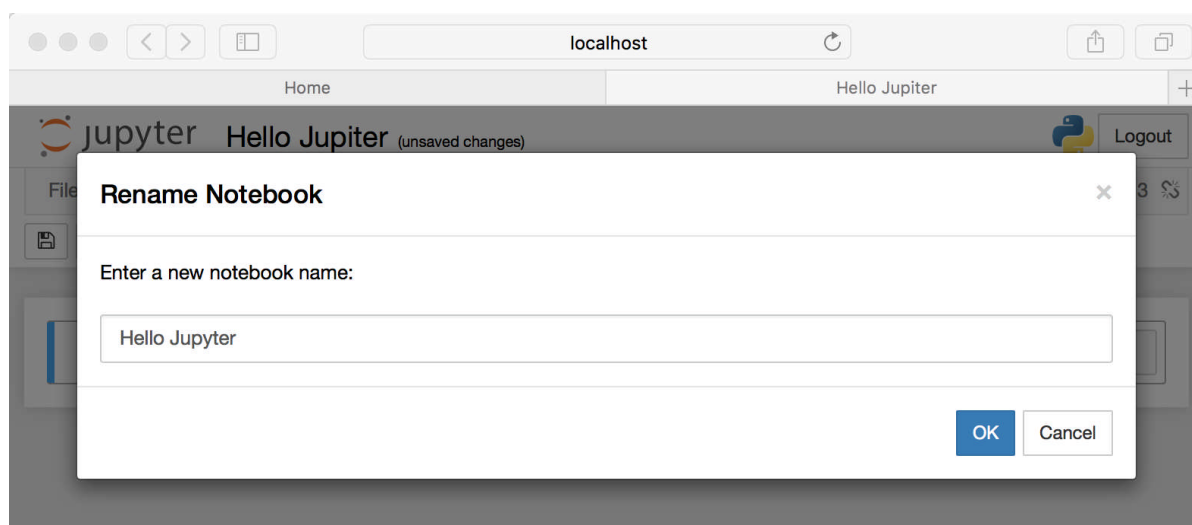 localhost
Home
Hello Jupiter
jupyter Hello Jupiter (unsaved changes)
Logout
File
3
Rename Notebook
Enter a new notebook name:
Hello Jupyter
OK
Cancel